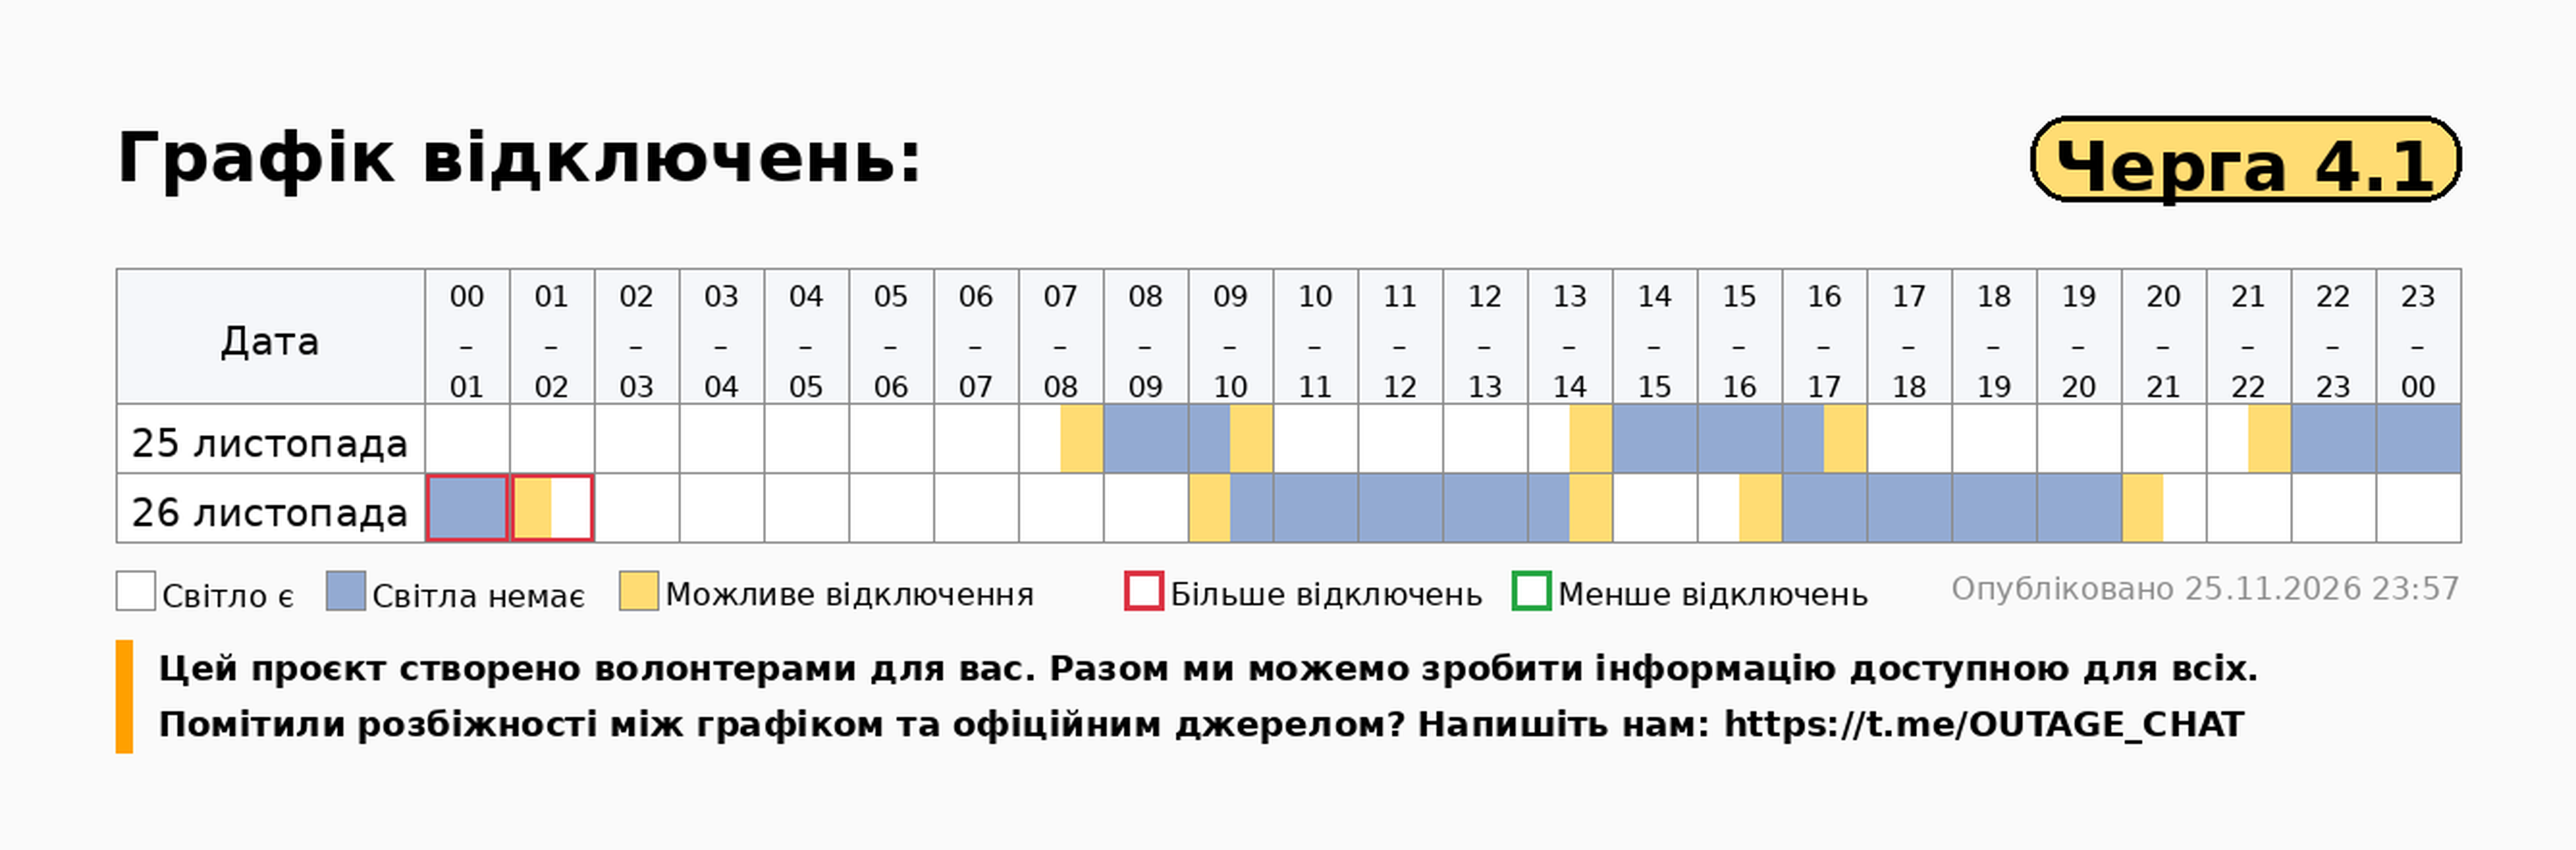 Графік відключень:
Черга 4.1
Дата
00 – 01
01 – 02
02 – 03
03 – 04
04 – 05
05 – 06
06 – 07
07 – 08
08 – 09
09 – 10
10 – 11
11 – 12
12 – 13
13 – 14
14 – 15
15 – 16
16 – 17
17 – 18
18 – 19
19 – 20
20 – 21
21 – 22
22 – 23
23 – 00
25 листопада
26 листопада
Світло є
Світла немає
Можливе відключення
Більше відключень
Менше відключень
Опубліковано 25.11.2026 23:57
Цей проєкт створено волонтерами для вас. Разом ми можемо зробити інформацію доступною для всіх.
Помітили розбіжності між графіком та офіційним джерелом? Напишіть нам: https://t.me/OUTAGE_CHAT